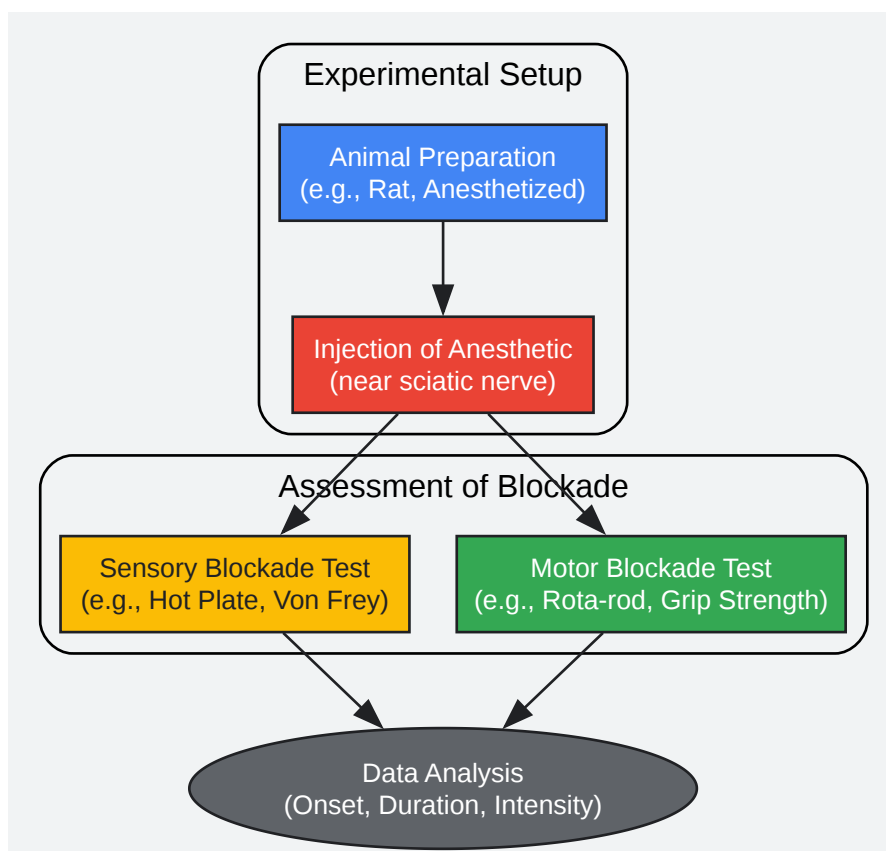 Experimental Setup
Animal Preparation
(e.g., Rat, Anesthetized)
Injection of Anesthetic
(near sciatic nerve)
Assessment of Blockade
Sensory Blockade Test
(e.g., Hot Plate, Von Frey)
Motor Blockade Test
(e.g., Rota-rod, Grip Strength)
Data Analysis
(Onset, Duration, Intensity)